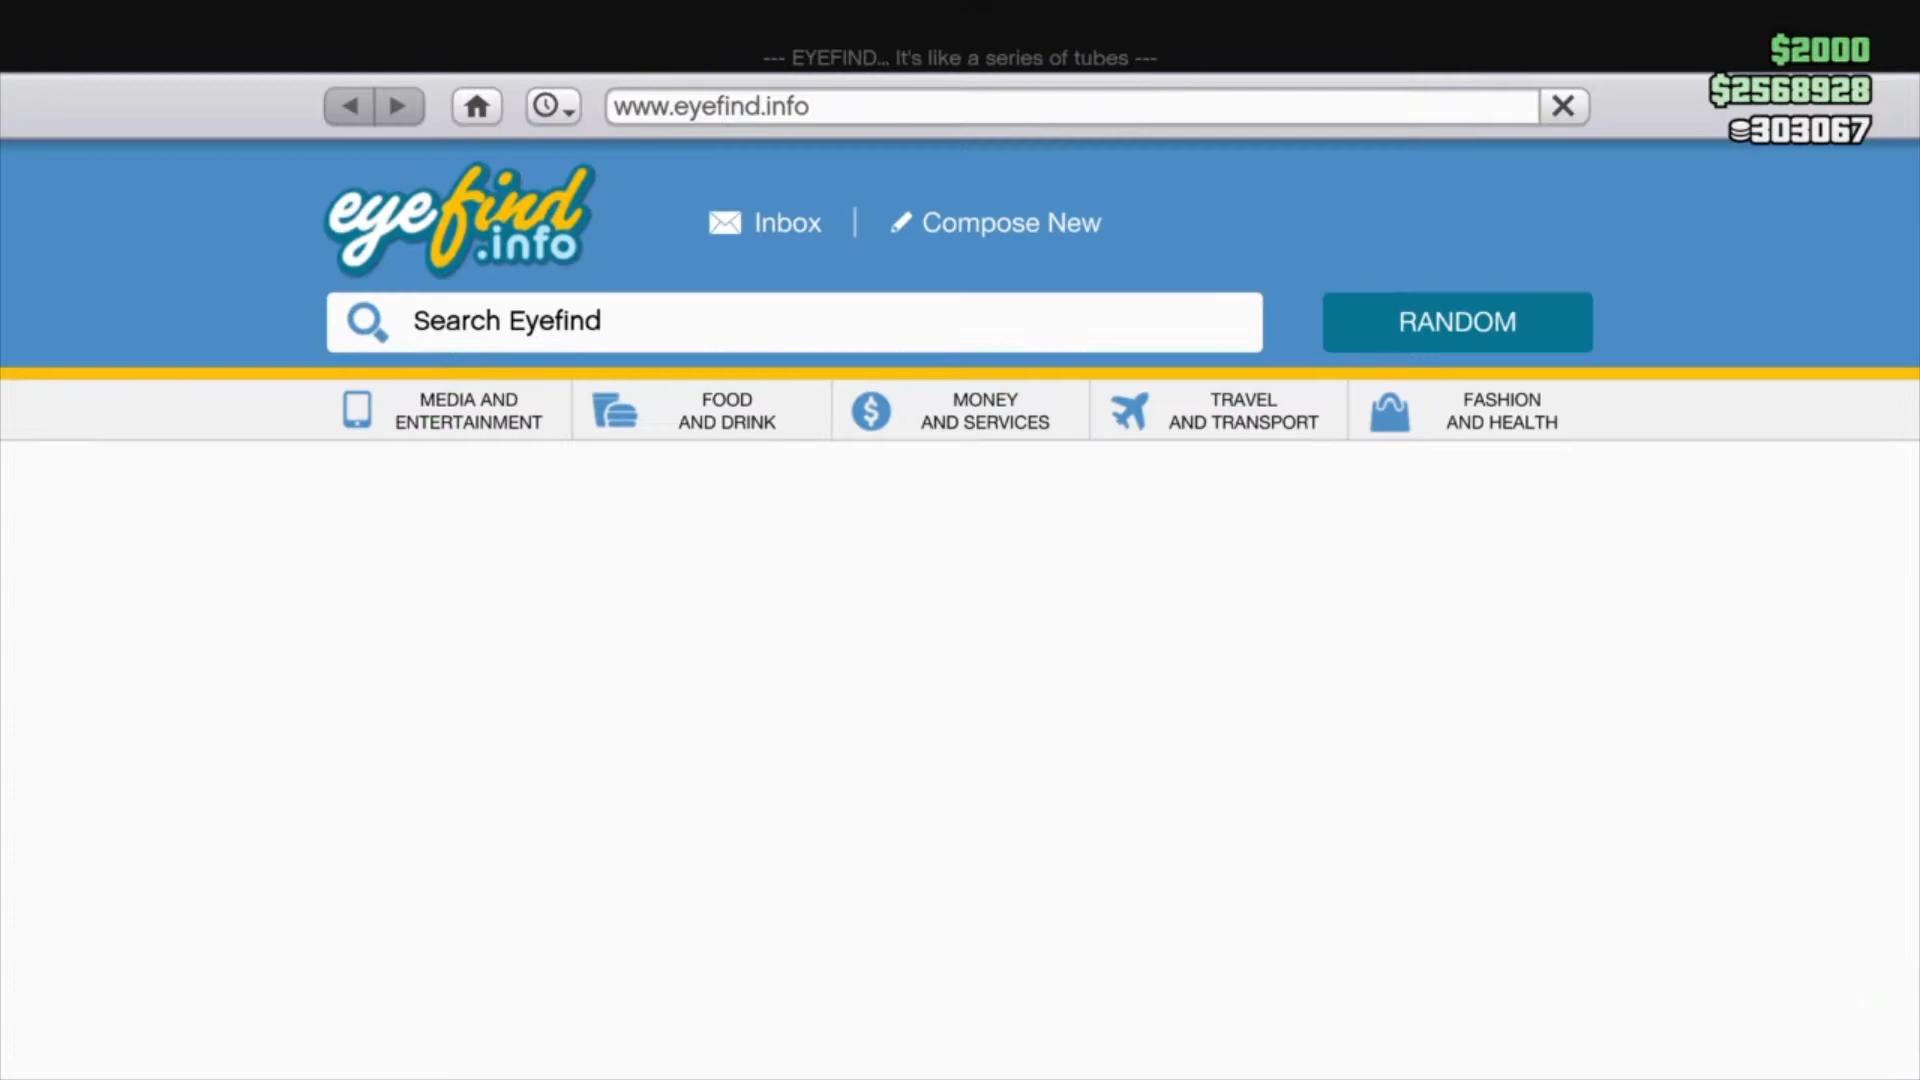 --- EYEFIND... It's like a series of tubes ---
$2000
$2568928
303067
www.eyefind.info
eyefind
.info
Inbox
Compose New
Search Eyefind
RANDOM
MEDIA AND
ENTERTAINMENT
FOOD
AND DRINK
MONEY
AND SERVICES
TRAVEL
AND TRANSPORT
FASHION
AND HEALTH